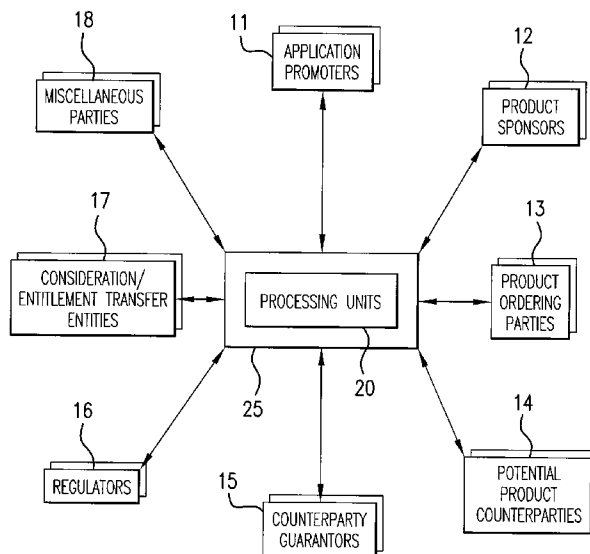 18
MISCELLANEOUS
PARTIES
11
APPLICATION
PROMOTERS
12
PRODUCT
SPONSORS
17
CONSIDERATION/
ENTITLEMENT TRANSFER
ENTITIES
PROCESSING UNITS
25
20
13
PRODUCT
ORDERING
PARTIES
16
REGULATORS
15
COUNTERPARTY
GUARANTORS
14
POTENTIAL
PRODUCT
COUNTERPARTIES